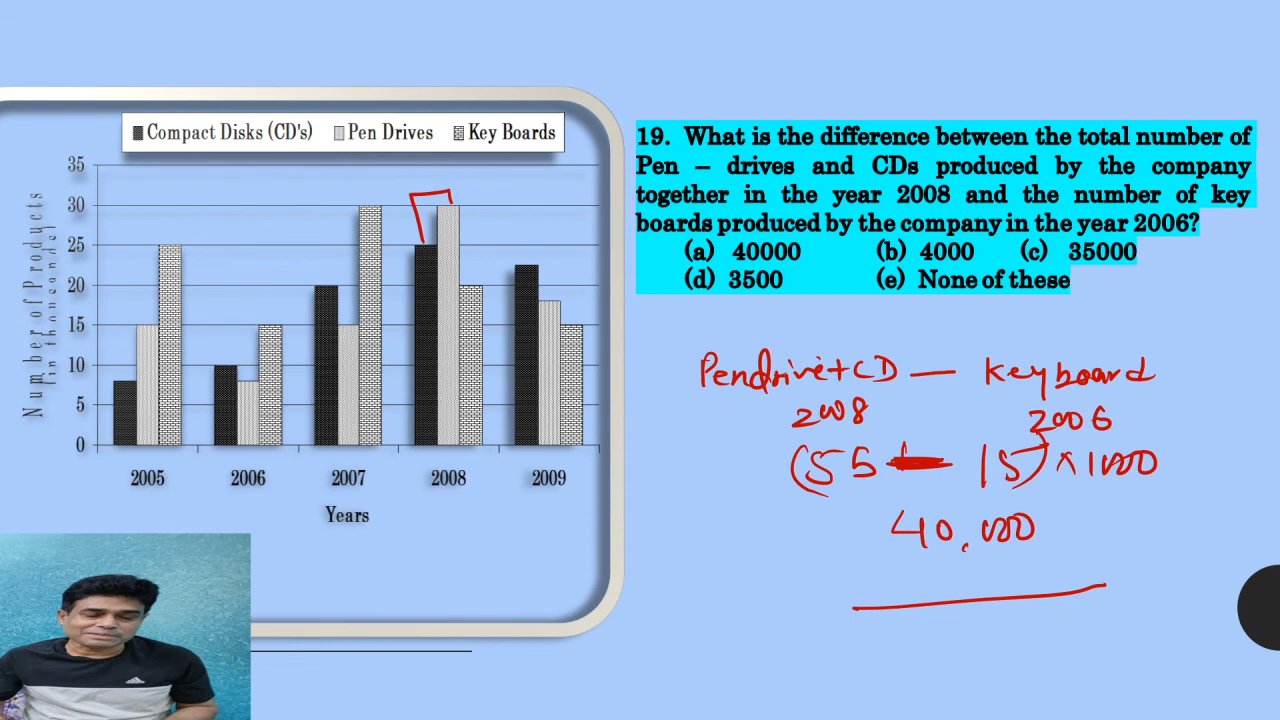 Compact Disks (CD's) Pen Drives Key Boards
Number of Products
(in thousands)
35
30
25
20
15
10
5
0
2005 2006 2007 2008 2009
Years
19. What is the difference between the total number of
Pen – drives and CDs produced by the company
together in the year 2008 and the number of key
boards produced by the company in the year 2006?
(a) 40000 (b) 4000 (c) 35000
(d) 3500 (e) None of these
Pendrive+CD — Keyboard
2008 2006
(55 - 15) × 1000
40,000